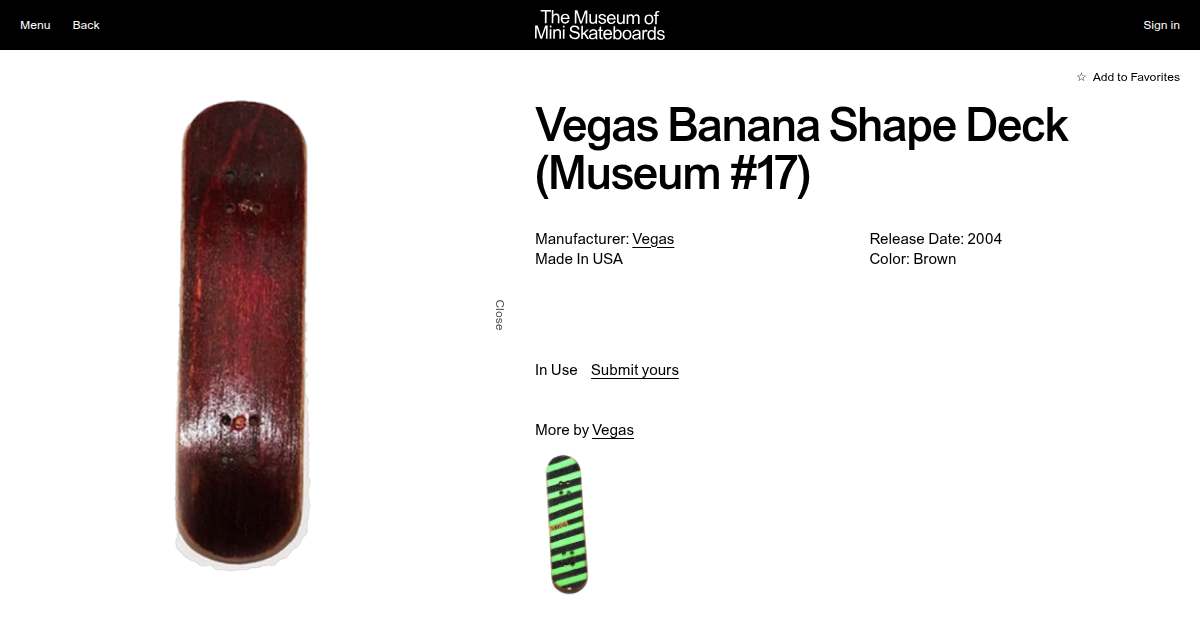 Menu
Back
The Museum of
Mini Skateboards
Sign in
☆ Add to Favorites
Vegas Banana Shape Deck
(Museum #17)
Manufacturer: Vegas
Made In USA
Release Date: 2004
Color: Brown
Close
In Use
Submit yours
More by Vegas